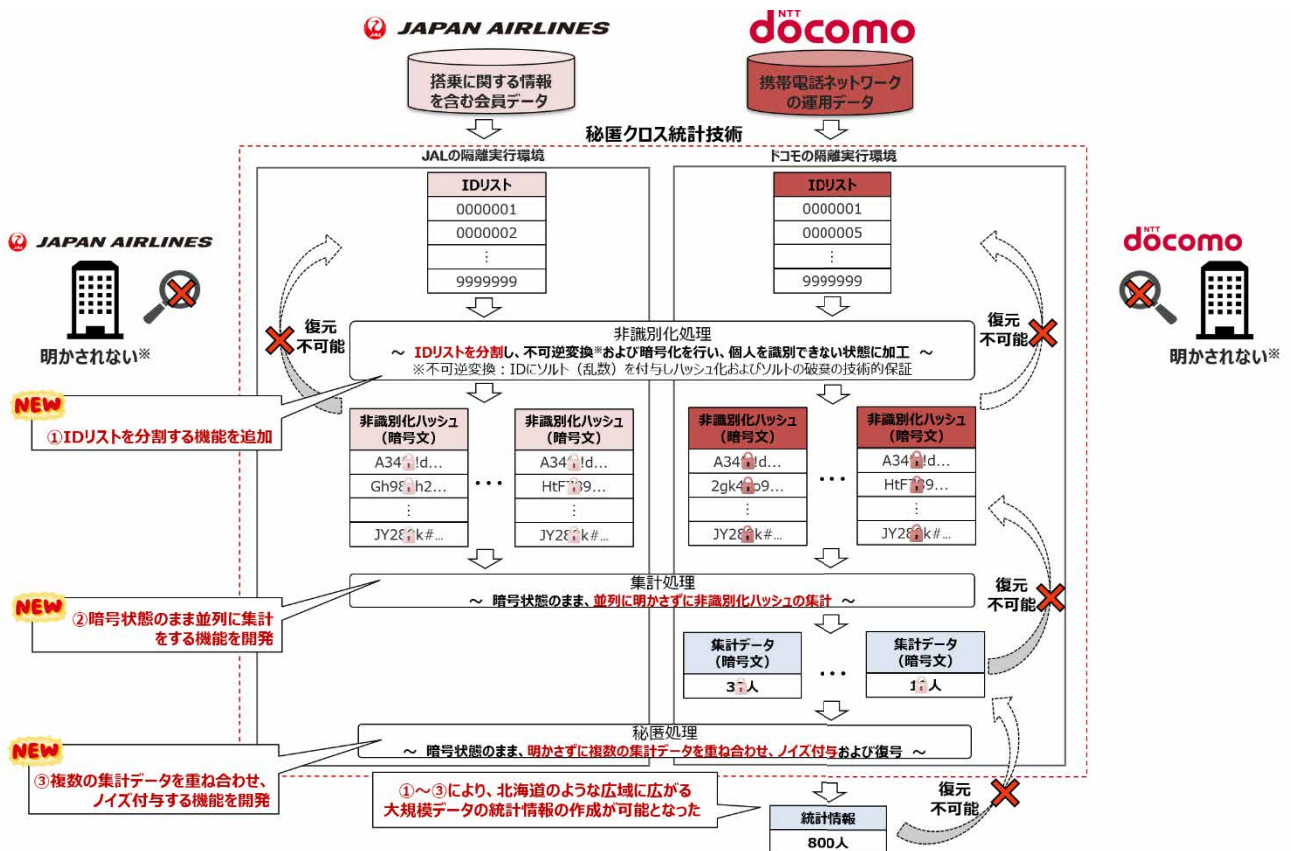 JAPAN AIRLINES
NTT
döcomo
搭乗に関する情報
を含む会員データ
携帯電話ネットワーク
の運用データ
秘匿クロス統計技術
JALの隔離実行環境
ドコモの隔離実行環境
IDリスト
0000001
0000002
⋮
9999999
IDリスト
0000001
0000005
⋮
9999999
JAPAN AIRLINES
明かされない※
NTT
döcomo
明かされない※
復元
不可能
復元
不可能
非識別化処理
～ IDリストを分割し、不可逆変換※および暗号化を行い、個人を識別できない状態に加工 ～
※不可逆変換：IDにソルト（乱数）を付与しハッシュ化およびソルトの破棄の技術的保証
NEW
①IDリストを分割する機能を追加
非識別化ハッシュ
（暗号文）
A34 !d...
Gh98 h2...
⋮
JY28 k#...
…
非識別化ハッシュ
（暗号文）
A34 !d...
HtF 9...
⋮
JY28 k#...
非識別化ハッシュ
（暗号文）
A34 !d...
2gk4 o9...
⋮
JY28 k#...
…
非識別化ハッシュ
（暗号文）
A34 !d...
HtF 9...
⋮
JY28 k#...
集計処理
～ 暗号状態のまま、並列に明かさずに非識別化ハッシュの集計 ～
復元
不可能
NEW
②暗号状態のまま並列に集計
をする機能を開発
集計データ
（暗号文）
3 人
…
集計データ
（暗号文）
1 人
秘匿処理
～ 暗号状態のまま、明かさずに複数の集計データを重ね合わせ、ノイズ付与および復号 ～
NEW
③複数の集計データを重ね合わせ、
ノイズ付与する機能を開発
①～③により、北海道のような広域に広がる
大規模データの統計情報の作成が可能となった
復元
不可能
統計情報
800人